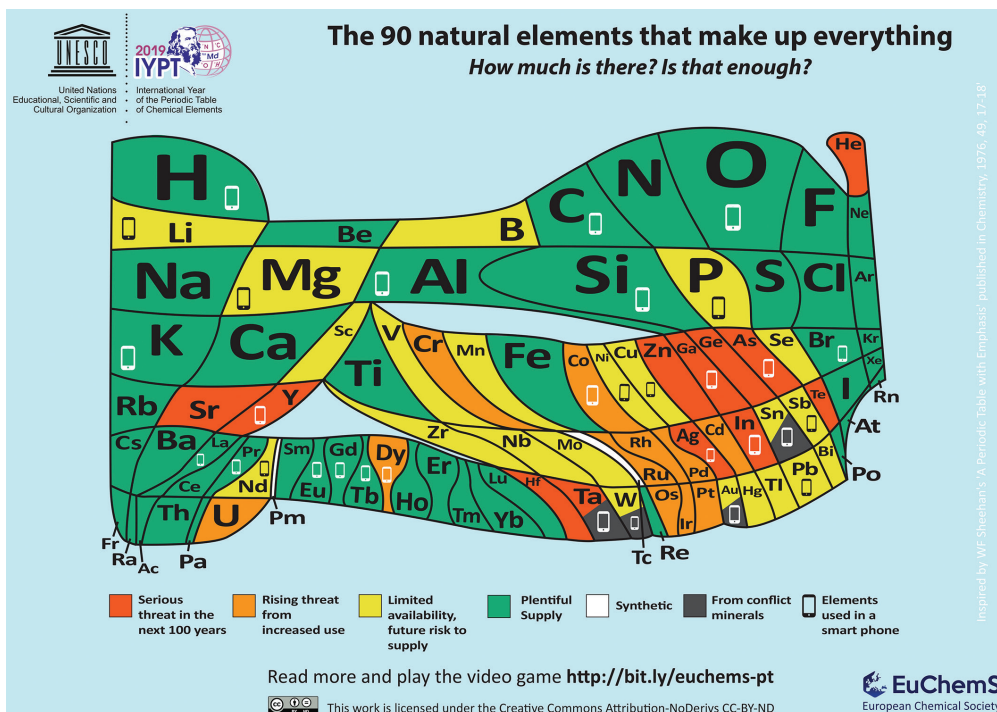 UNESCO
2019
IYPT
N C
Md
O N
United Nations
Educational, Scientific and
Cultural Organization
International Year
of the Periodic Table
of Chemical Elements
The 90 natural elements that make up everything
How much is there? Is that enough?
H
C N O F He
Li Be B Ne
Na Mg Al Si P S Cl Ar
K Ca Sc Ti V Cr Mn Fe Co Ni Cu Zn Ga Ge As Se Br Kr
Rb Sr Y Zr Nb Mo Rh Ag Cd In Sn Sb Te I Xe
Rn
At
Po
Cs Ba La Pr Sm Gd Dy Er Lu Hf Ta W Ru Pd
Ce Nd Eu Tb Ho Tm Yb Os Pt Au Hg Tl Pb Bi
Th U Pm Ir
Fr Ra Ac Pa Tc Re
Serious
threat in the
next 100 years
Rising threat
from
increased use
Limited
availability,
future risk to
supply
Plentiful
Supply
Synthetic
From conflict
minerals
Elements
used in a
smart phone
Inspired by WF Sheehan's 'A Periodic Table with Emphasis' published in Chemistry, 1976, 49, 17-18'
Read more and play the video game http://bit.ly/euchems-pt
This work is licensed under the Creative Commons Attribution-NoDerivs CC-BY-ND
EuChemS
European Chemical Society